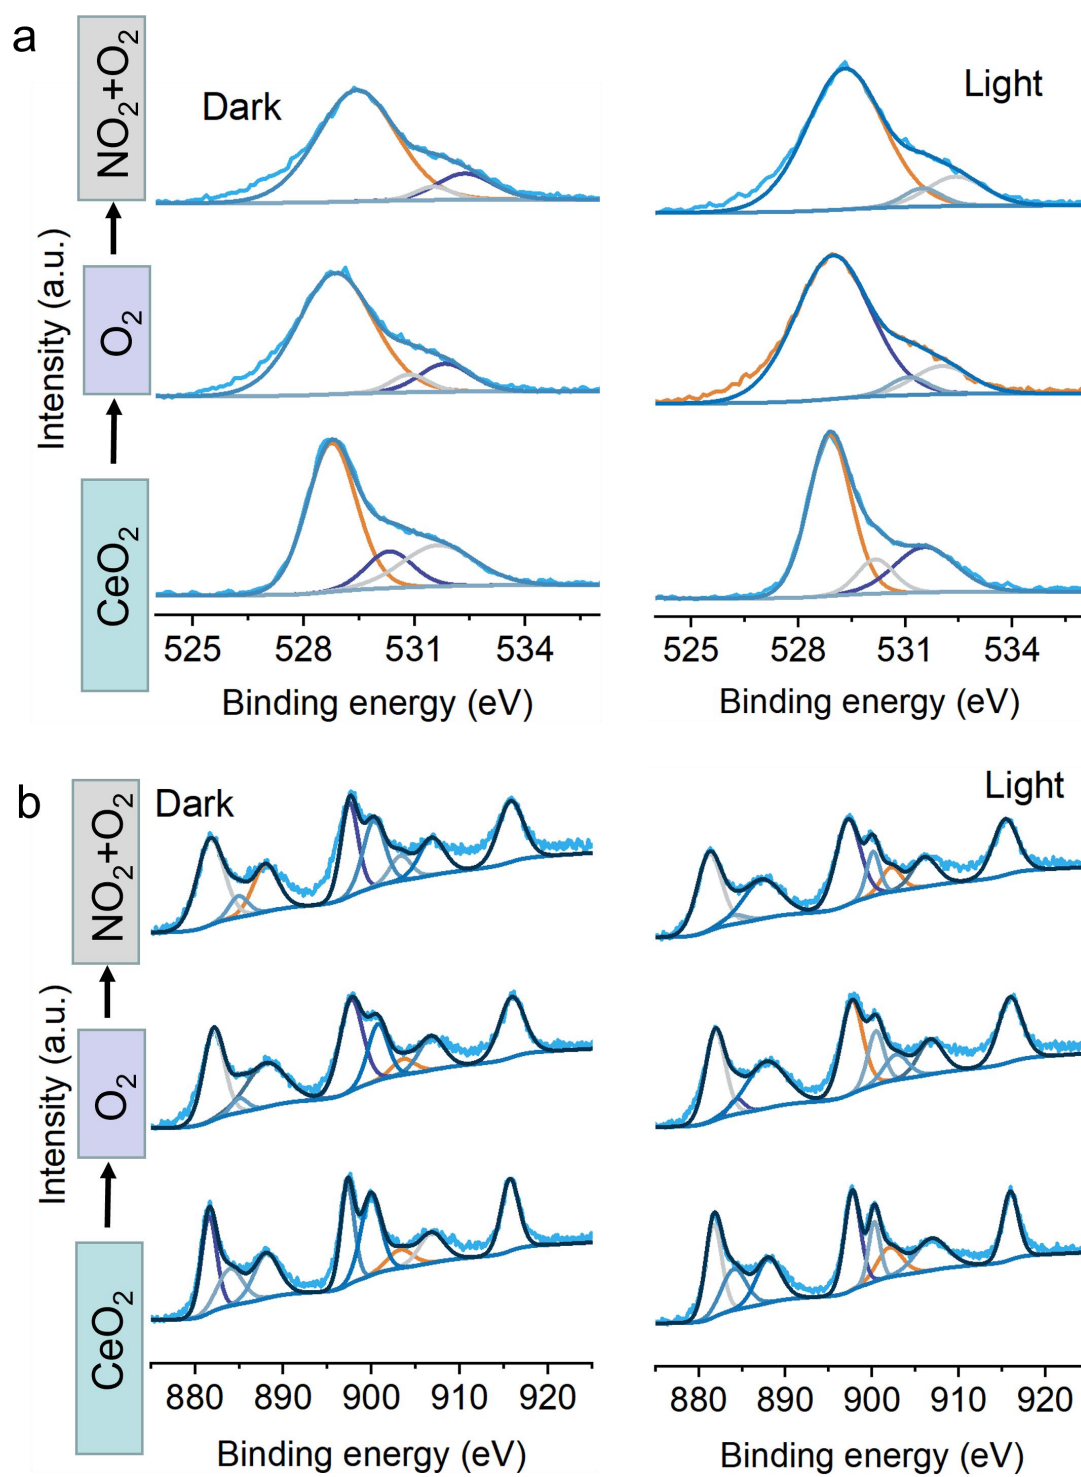 a
Dark
Light
NO₂+O₂
O₂
CeO₂
Intensity (a.u.)
525 528 531 534
525 528 531 534
Binding energy (eV)
Binding energy (eV)
b
Dark
Light
NO₂+O₂
O₂
CeO₂
Intensity (a.u.)
880 890 900 910 920
880 890 900 910 920
Binding energy (eV)
Binding energy (eV)